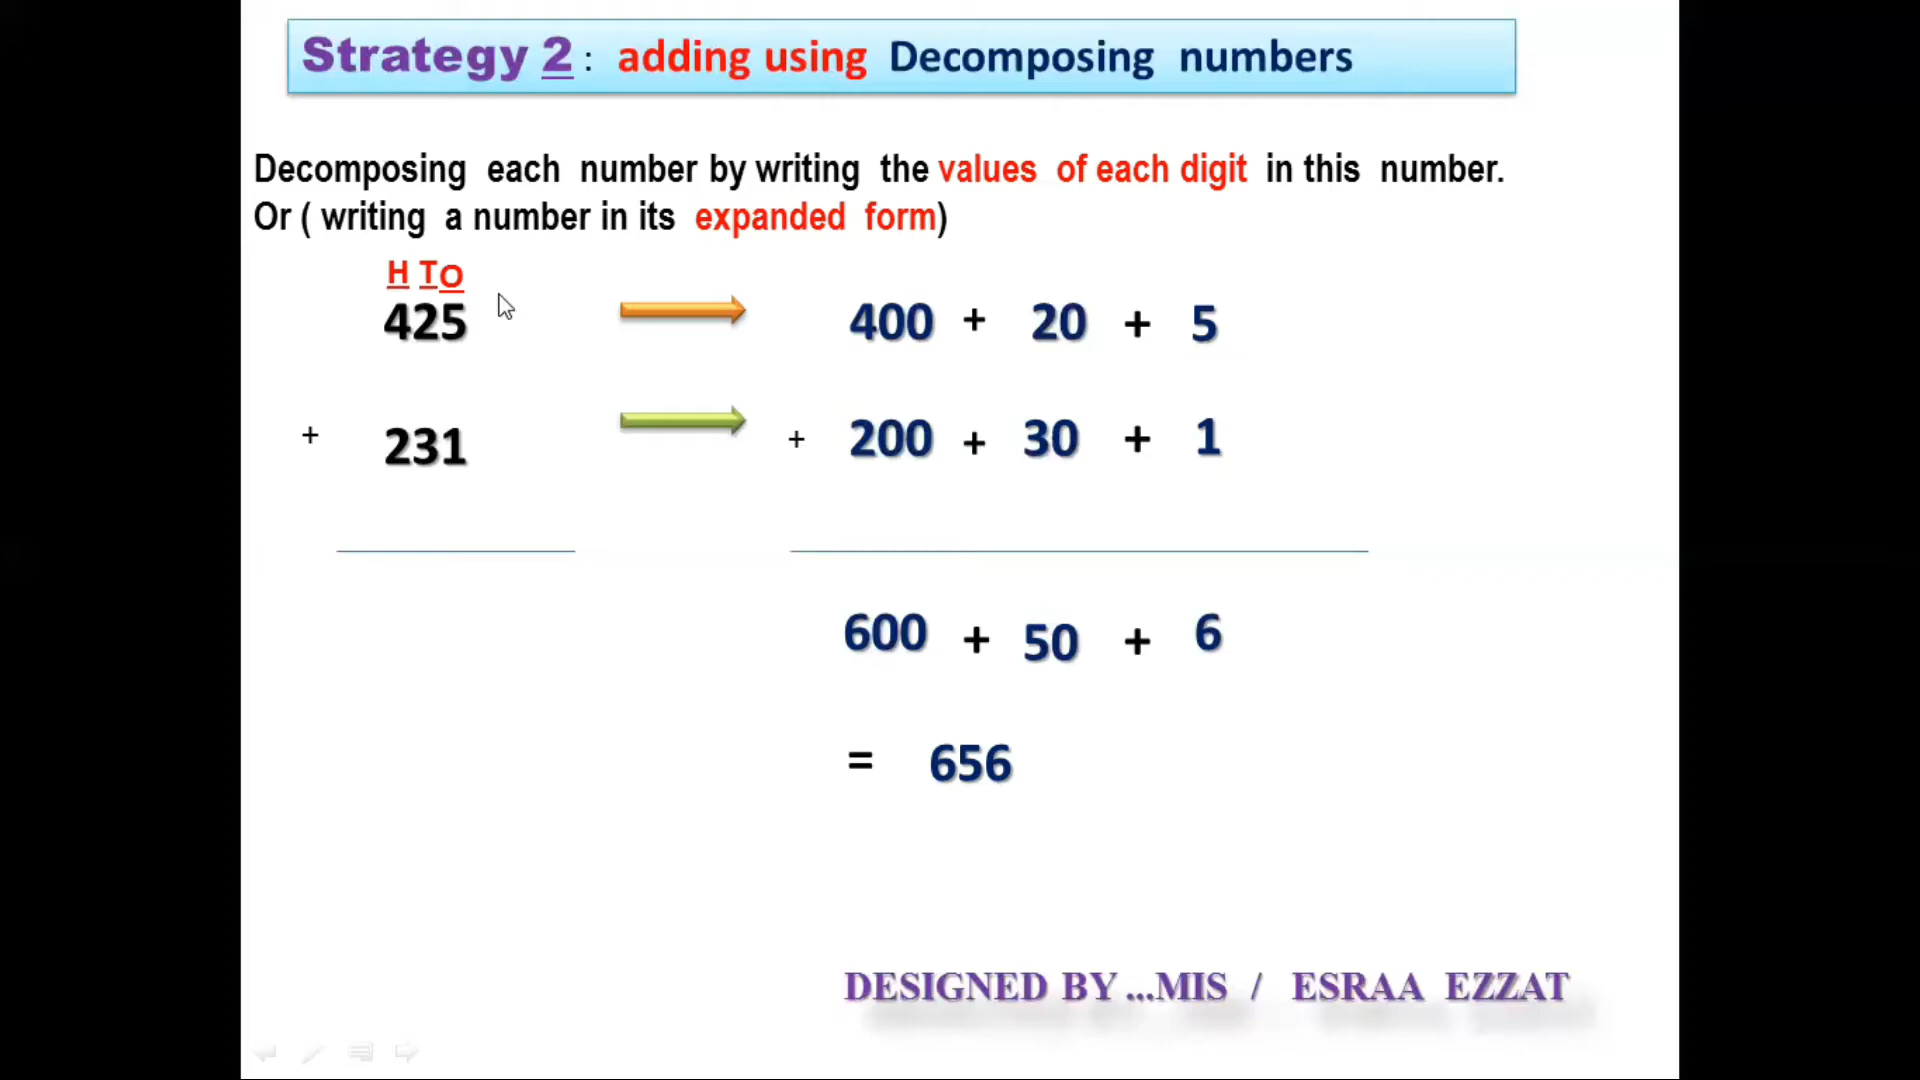 Strategy 2 : adding using Decomposing numbers
Decomposing each number by writing the values of each digit in this number.
Or ( writing a number in its expanded form)
H T O
425 400 + 20 + 5
+ 231 + 200 + 30 + 1
600 + 50 + 6
= 656
DESIGNED BY ...MIS / ESRAA EZZAT